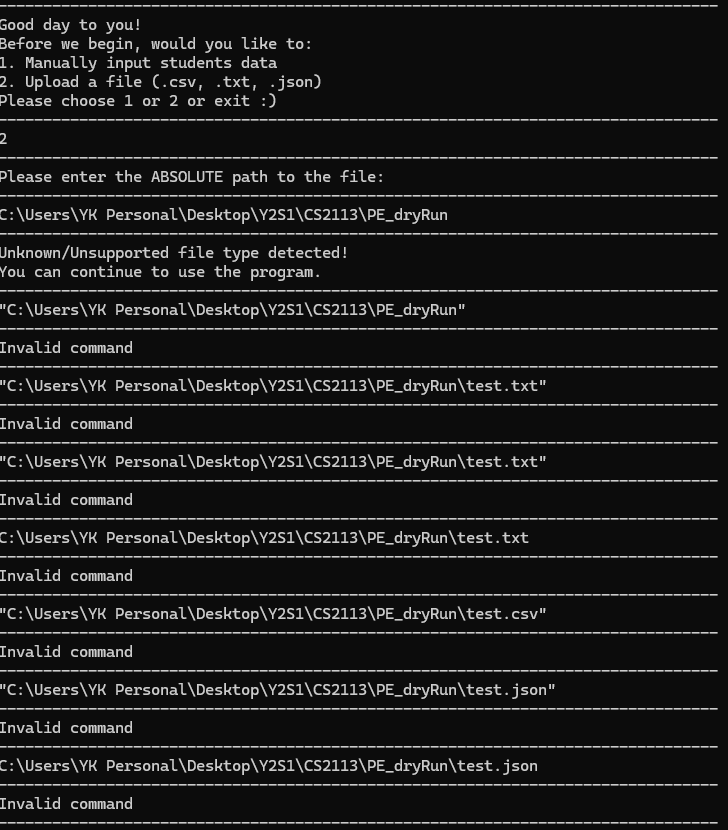 Good day to you!
Before we begin, would you like to:
1. Manually input students data
2. Upload a file (.csv, .txt, .json)
Please choose 1 or 2 or exit :)
2
Please enter the ABSOLUTE path to the file:
C:\Users\YK Personal\Desktop\Y2S1\CS2113\PE_dryRun
Unknown/Unsupported file type detected!
You can continue to use the program.
"C:\Users\YK Personal\Desktop\Y2S1\CS2113\PE_dryRun"
Invalid command
"C:\Users\YK Personal\Desktop\Y2S1\CS2113\PE_dryRun\test.txt"
Invalid command
"C:\Users\YK Personal\Desktop\Y2S1\CS2113\PE_dryRun\test.txt"
Invalid command
C:\Users\YK Personal\Desktop\Y2S1\CS2113\PE_dryRun\test.txt
Invalid command
"C:\Users\YK Personal\Desktop\Y2S1\CS2113\PE_dryRun\test.csv"
Invalid command
"C:\Users\YK Personal\Desktop\Y2S1\CS2113\PE_dryRun\test.json"
Invalid command
C:\Users\YK Personal\Desktop\Y2S1\CS2113\PE_dryRun\test.json
Invalid command